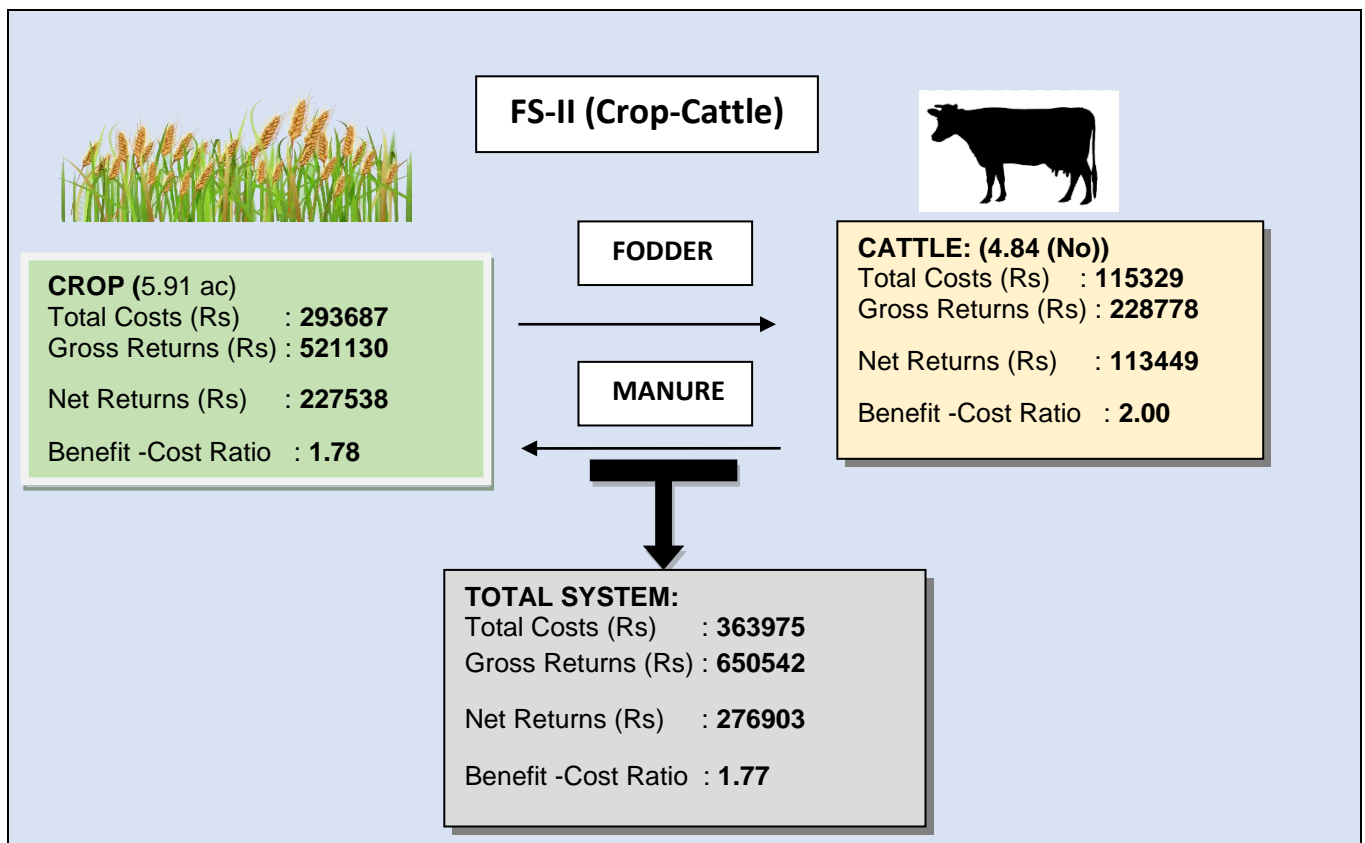 FS-II (Crop-Cattle)
FODDER
MANURE
CROP (5.91 ac)
Total Costs (Rs) : 293687
Gross Returns (Rs) : 521130
Net Returns (Rs) : 227538
Benefit -Cost Ratio : 1.78
CATTLE: (4.84 (No))
Total Costs (Rs) : 115329
Gross Returns (Rs) : 228778
Net Returns (Rs) : 113449
Benefit -Cost Ratio : 2.00
TOTAL SYSTEM:
Total Costs (Rs) : 363975
Gross Returns (Rs) : 650542
Net Returns (Rs) : 276903
Benefit -Cost Ratio : 1.77